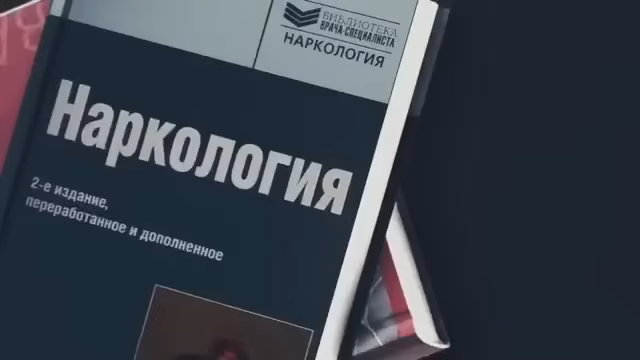 БИБЛИОТЕКА
ВРАЧА-СПЕЦИАЛИСТА
НАРКОЛОГИЯ
Наркология
2-е издание,
переработанное и дополненное